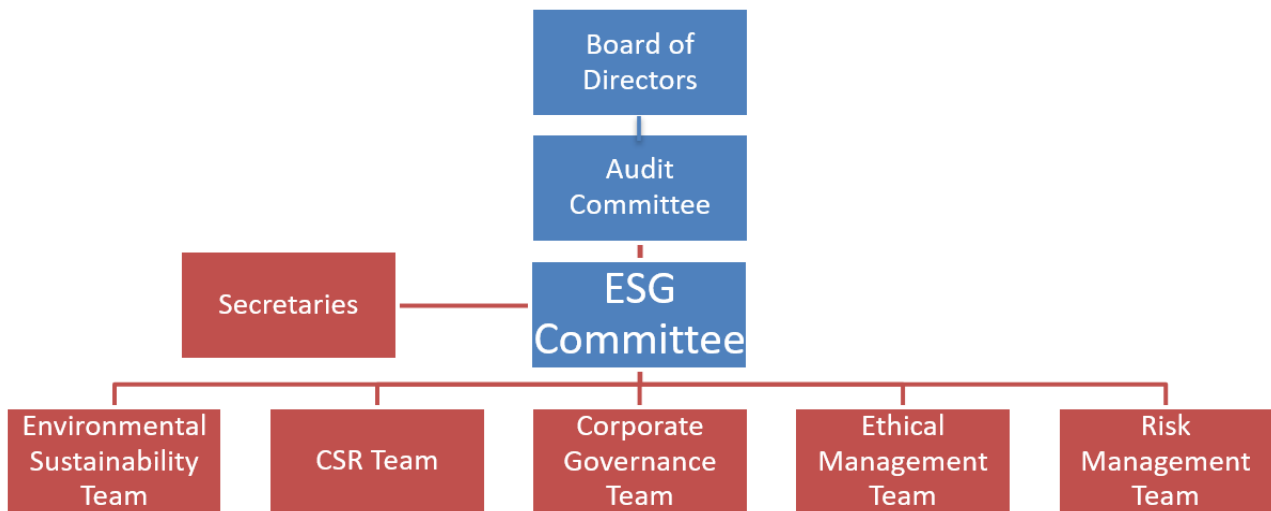 Board of
Directors
Audit
Committee
ESG
Committee
Secretaries
Environmental
Sustainability
Team
CSR Team
Corporate
Governance
Team
Ethical
Management
Team
Risk
Management
Team